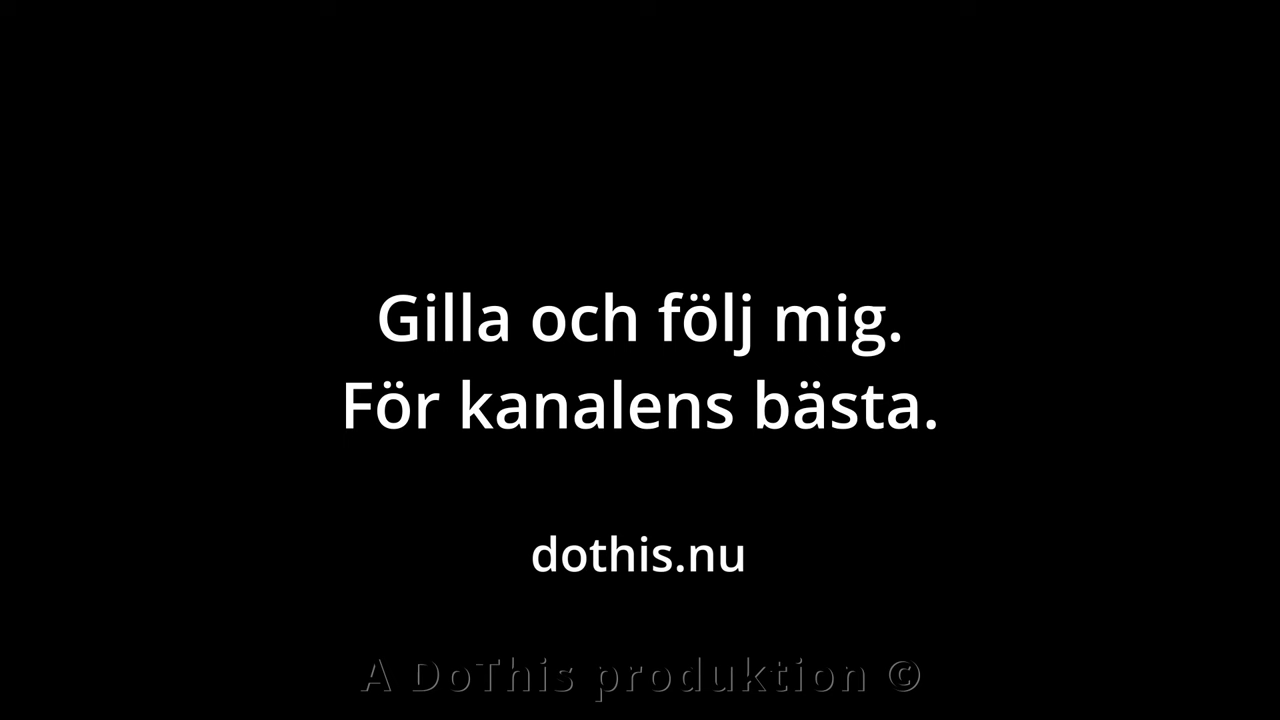 Gilla och följ mig.
För kanalens bästa.
dothis.nu
A DoThis produktion ©